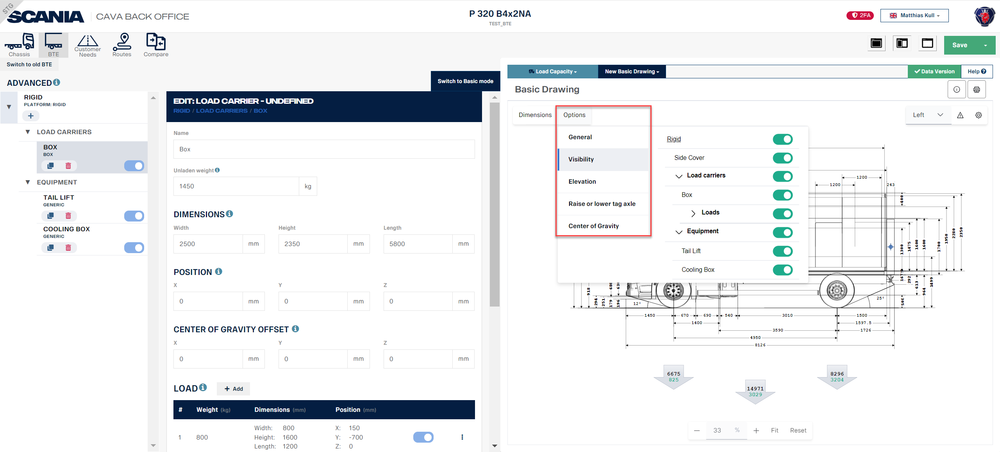 STG
SCANIA
CAVA BACK OFFICE
P 320 B4x2NA
TEST_BTE
2FA
Matthias Kull
Chassis
BTE
Customer Needs
Routes
Compare
Save
Switch to old BTE
ADVANCED
Switch to Basic mode
RIGID
PLATFORM: RIGID
LOAD CARRIERS
BOX
BOX
EQUIPMENT
TAIL LIFT
GENERIC
COOLING BOX
GENERIC
EDIT: LOAD CARRIER - UNDEFINED
RIGID / LOAD CARRIERS / BOX
Name
Box
Unladen weight
1450 kg
DIMENSIONS
Width Height Length
2500 mm 2350 mm 5800 mm
POSITION
X Y Z
0 mm 0 mm 0 mm
CENTER OF GRAVITY OFFSET
X Y Z
0 mm 0 mm 0 mm
LOAD
+ Add
# Weight (kg) Dimensions (mm) Position (mm)
1 800
Width: 800
Height: 1600
Length: 1200
X: 150
Y: -700
Z: 0
Load Capacity
New Basic Drawing
Data Version
Help
Basic Drawing
Dimensions
Options
Left
General
Visibility
Elevation
Raise or lower tag axle
Center of Gravity
Rigid
Side Cover
Load carriers
Box
Loads
Equipment
Tail Lift
Cooling Box
1200
1200
243
400
1300
1475
1600
1600
1700
1950
2280
2350
292
613
964
1499
305
918
680
294
251
179
196
12°
25°
1450
670
690
540
3010
1500
1400
1597.5
3590
1726
4950
8126
6675
825
14971
3029
8296
3204
33 %
Fit
Reset